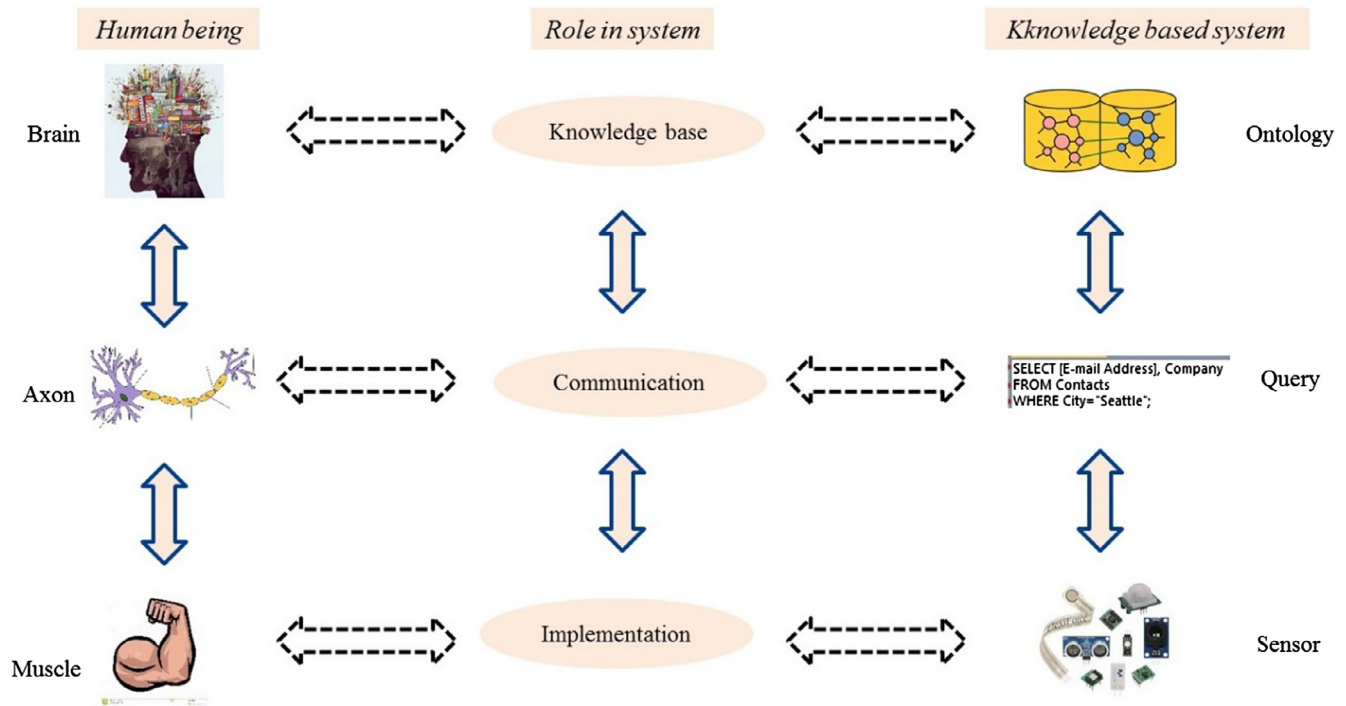 Human being
Role in system
Kknowledge based system
Brain
Knowledge base
Ontology
Axon
Communication
SELECT [E-mail Address], Company
FROM Contacts
WHERE City="Seattle";
Query
Muscle
Implementation
Sensor